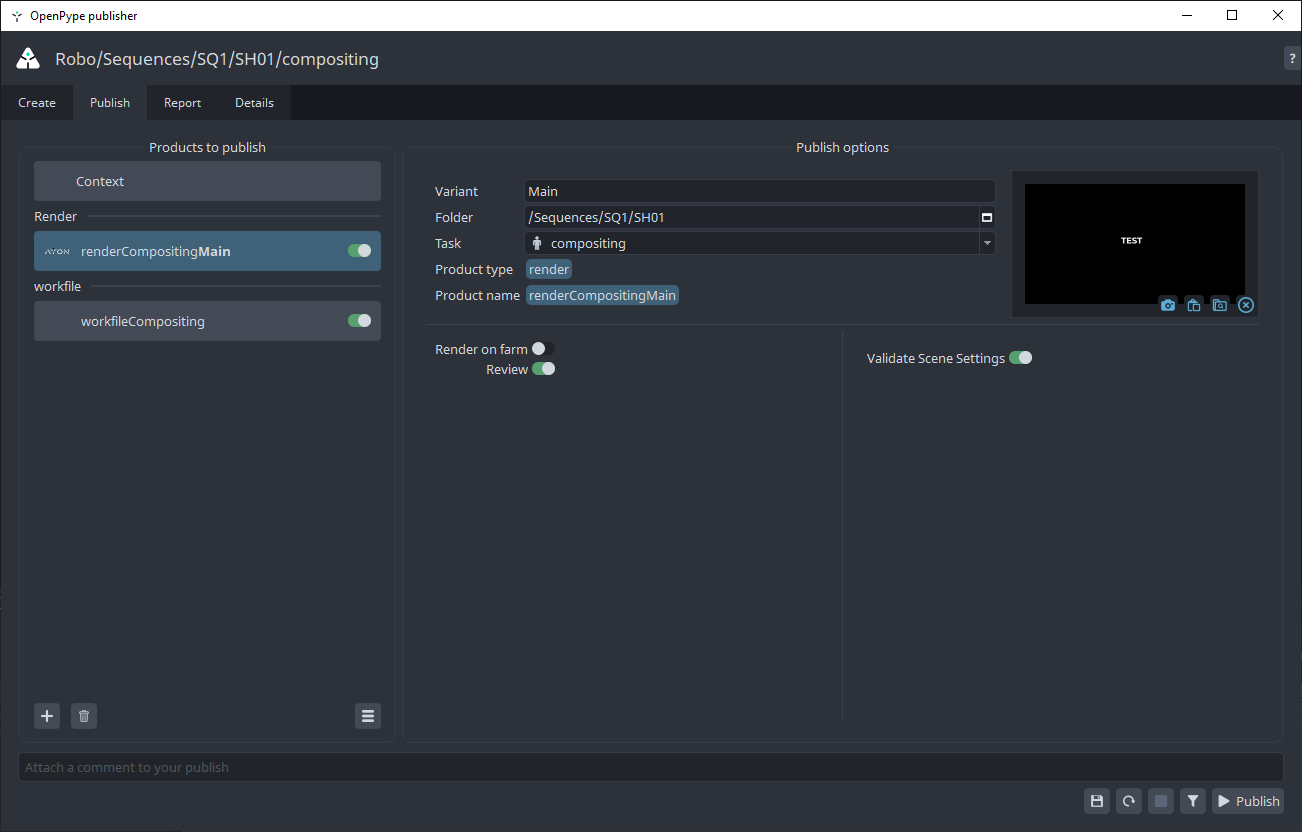 OpenPype publisher
Robo/Sequences/SQ1/SH01/compositing
?
Create Publish Report Details
Products to publish
Context
Render
AYON renderCompositingMain
workfile
workfileCompositing
Publish options
Variant Main
Folder /Sequences/SQ1/SH01
Task compositing
Product type render
Product name renderCompositingMain
TEST
Render on farm
Review
Validate Scene Settings
Attach a comment to your publish
Publish